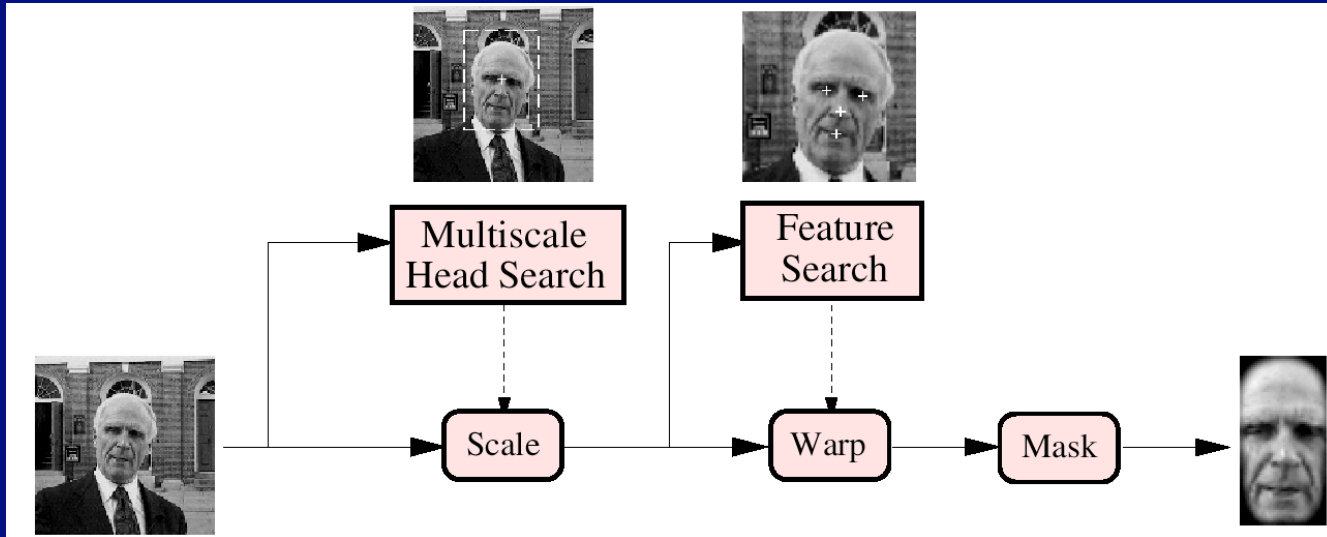 Multiscale
Head Search
Feature
Search
Scale
Warp
Mask